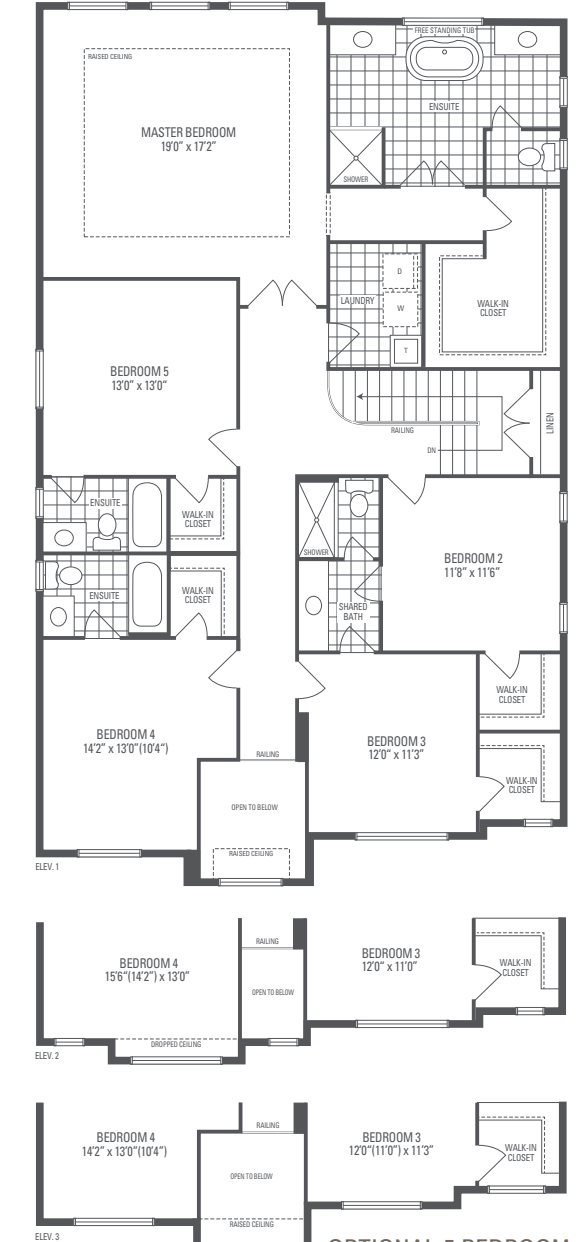 FREE STANDING TUB
RAISED CEILING
ENSUITE
MASTER BEDROOM
19'0" x 17'2"
SHOWER
D
LAUNDRY
W
WALK-IN
CLOSET
T
BEDROOM 5
13'0" x 13'0"
RAILING
LINEN
DN
ENSUITE
WALK-IN
CLOSET
SHOWER
BEDROOM 2
11'8" x 11'6"
ENSUITE
WALK-IN
CLOSET
SHARED
BATH
WALK-IN
CLOSET
BEDROOM 4
14'2" x 13'0"(10'4")
BEDROOM 3
12'0" x 11'3"
RAILING
WALK-IN
CLOSET
OPEN TO BELOW
RAISED CEILING
ELEV. 1
RAILING
BEDROOM 4
15'6"(14'2") x 13'0"
BEDROOM 3
12'0" x 11'0"
WALK-IN
CLOSET
OPEN TO BELOW
DROPPED CEILING
ELEV. 2
RAILING
BEDROOM 4
14'2" x 13'0"(10'4")
BEDROOM 3
12'0"(11'0") x 11'3"
WALK-IN
CLOSET
OPEN TO BELOW
RAISED CEILING
ELEV. 3
OPTIONAL 5 BEDROOM